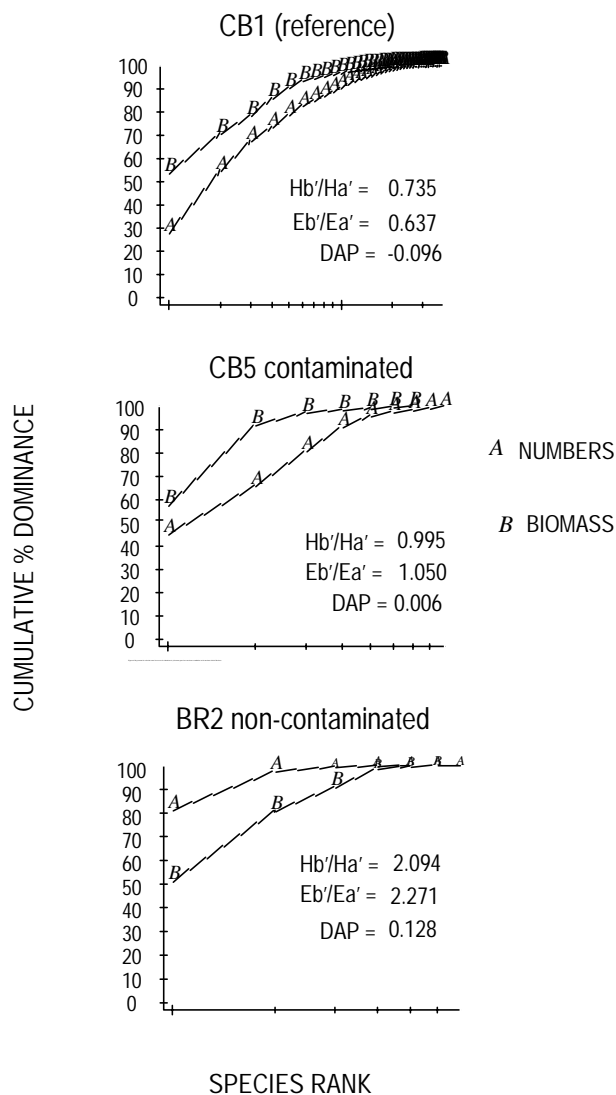 CB1 (reference)
100
90
80
70
60
50
40
30
20
10
0
B B B B B B B B B
A A A A A A A A A
Hb'/Ha' = 0.735
Eb'/Ea' = 0.637
DAP = -0.096
CB5 contaminated
100
90
80
70
60
50
40
30
20
10
0
B B B B B B B
A A A A A A A A A
Hb'/Ha' = 0.995
Eb'/Ea' = 1.050
DAP = 0.006
A NUMBERS
B BIOMASS
CUMULATIVE % DOMINANCE
BR2 non-contaminated
100
90
80
70
60
50
40
30
20
10
0
A A A A
B B B B B B
Hb'/Ha' = 2.094
Eb'/Ea' = 2.271
DAP = 0.128
SPECIES RANK